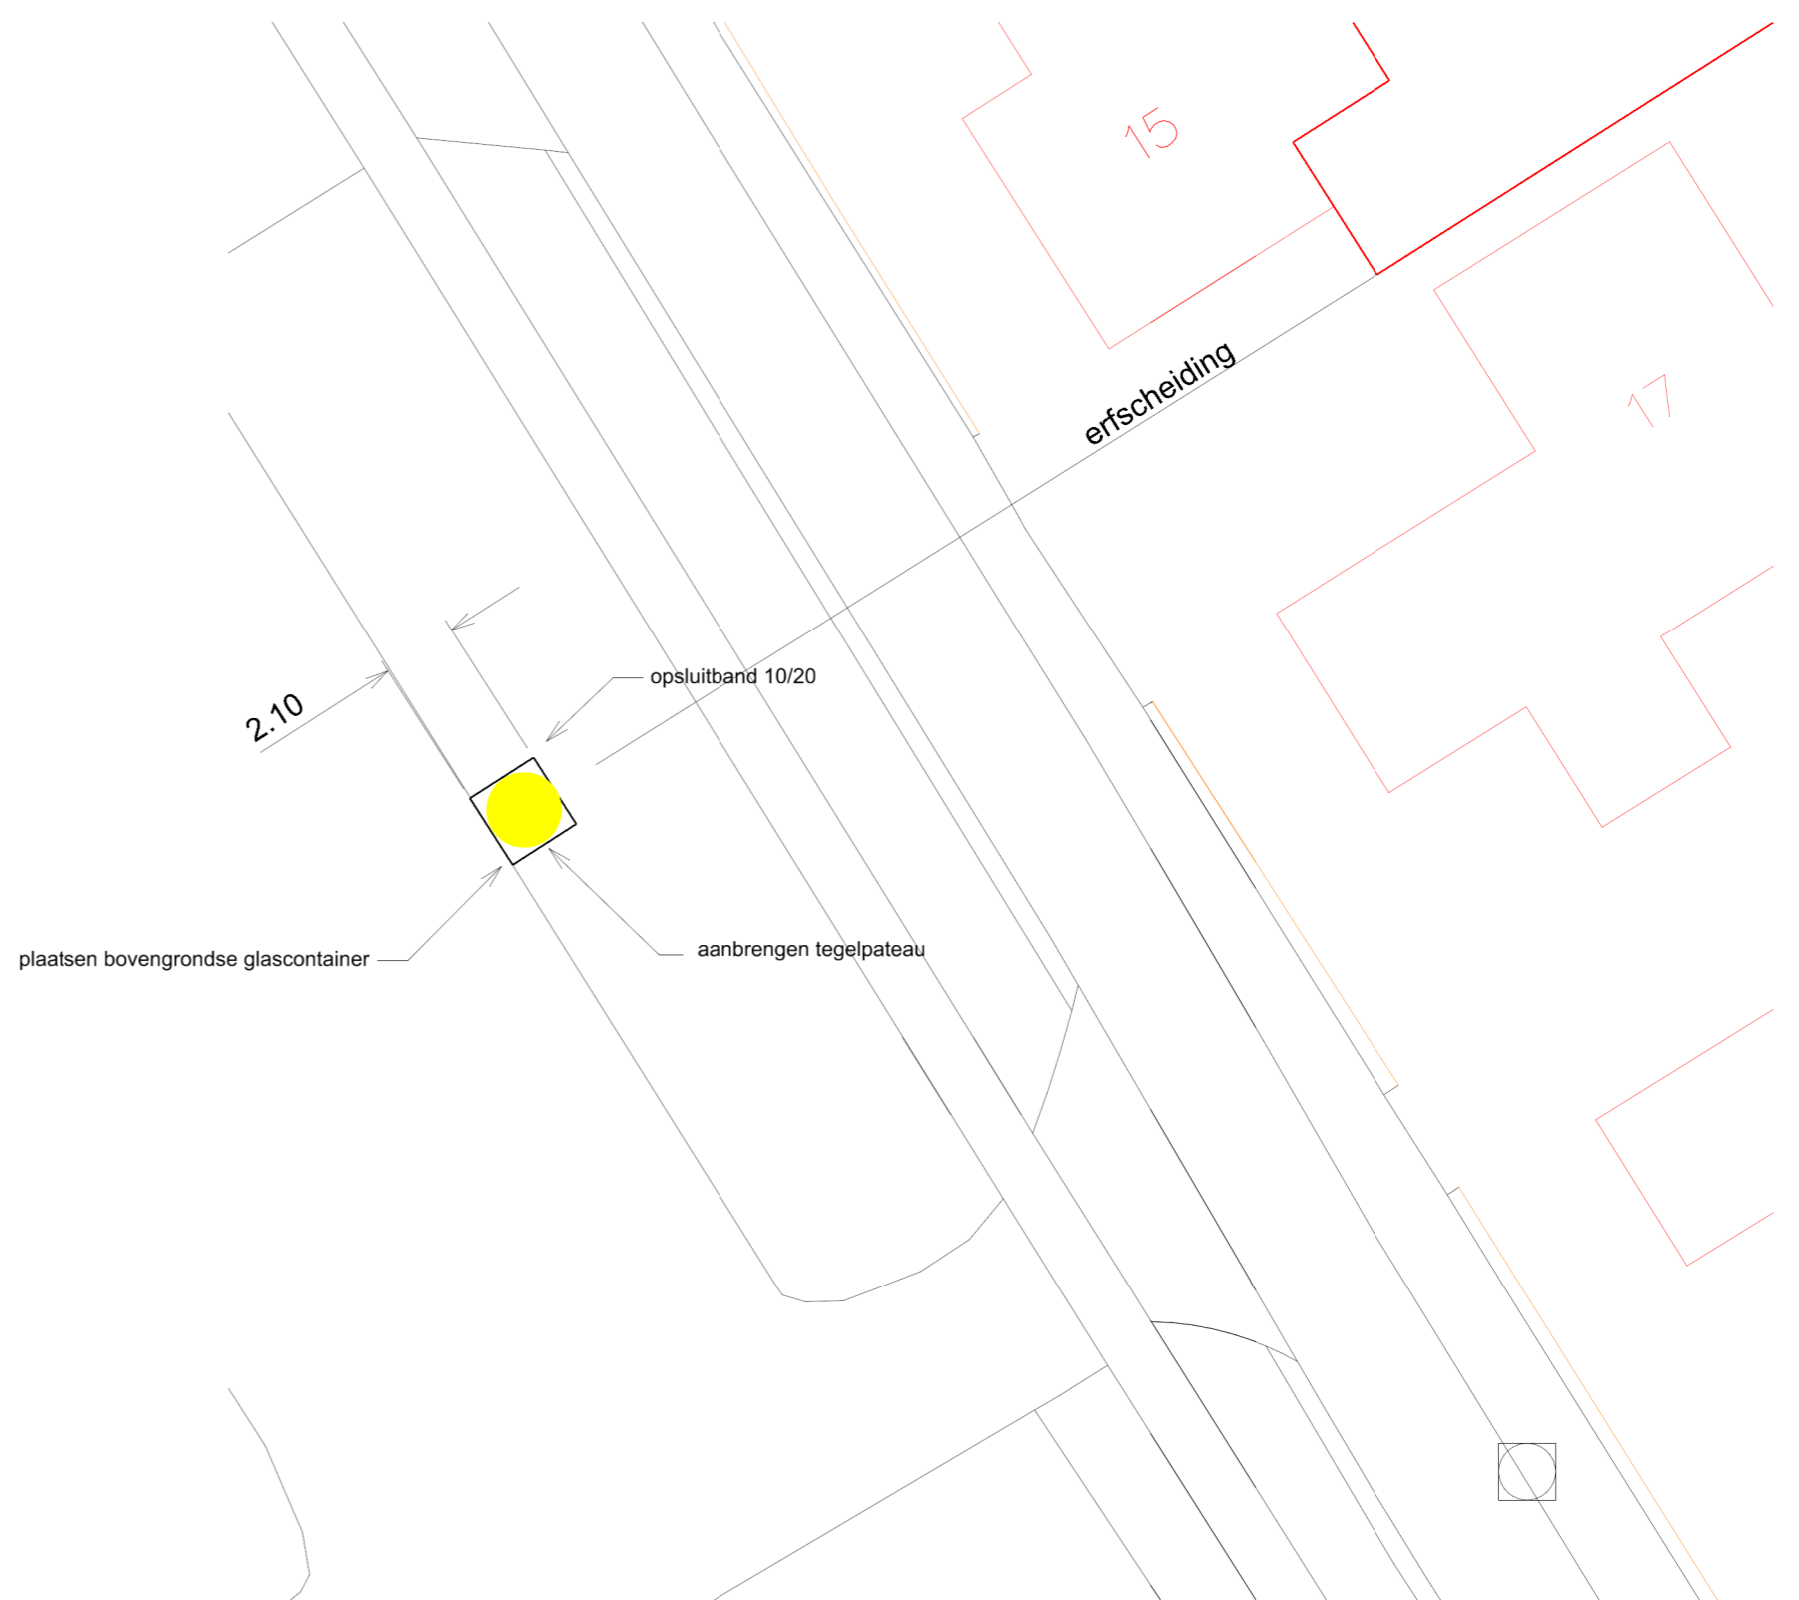 15
erfscheiding
17
opsluitband 10/20
2.10
aanbrengen tegelpateau
plaatsen bovengrondse glascontainer